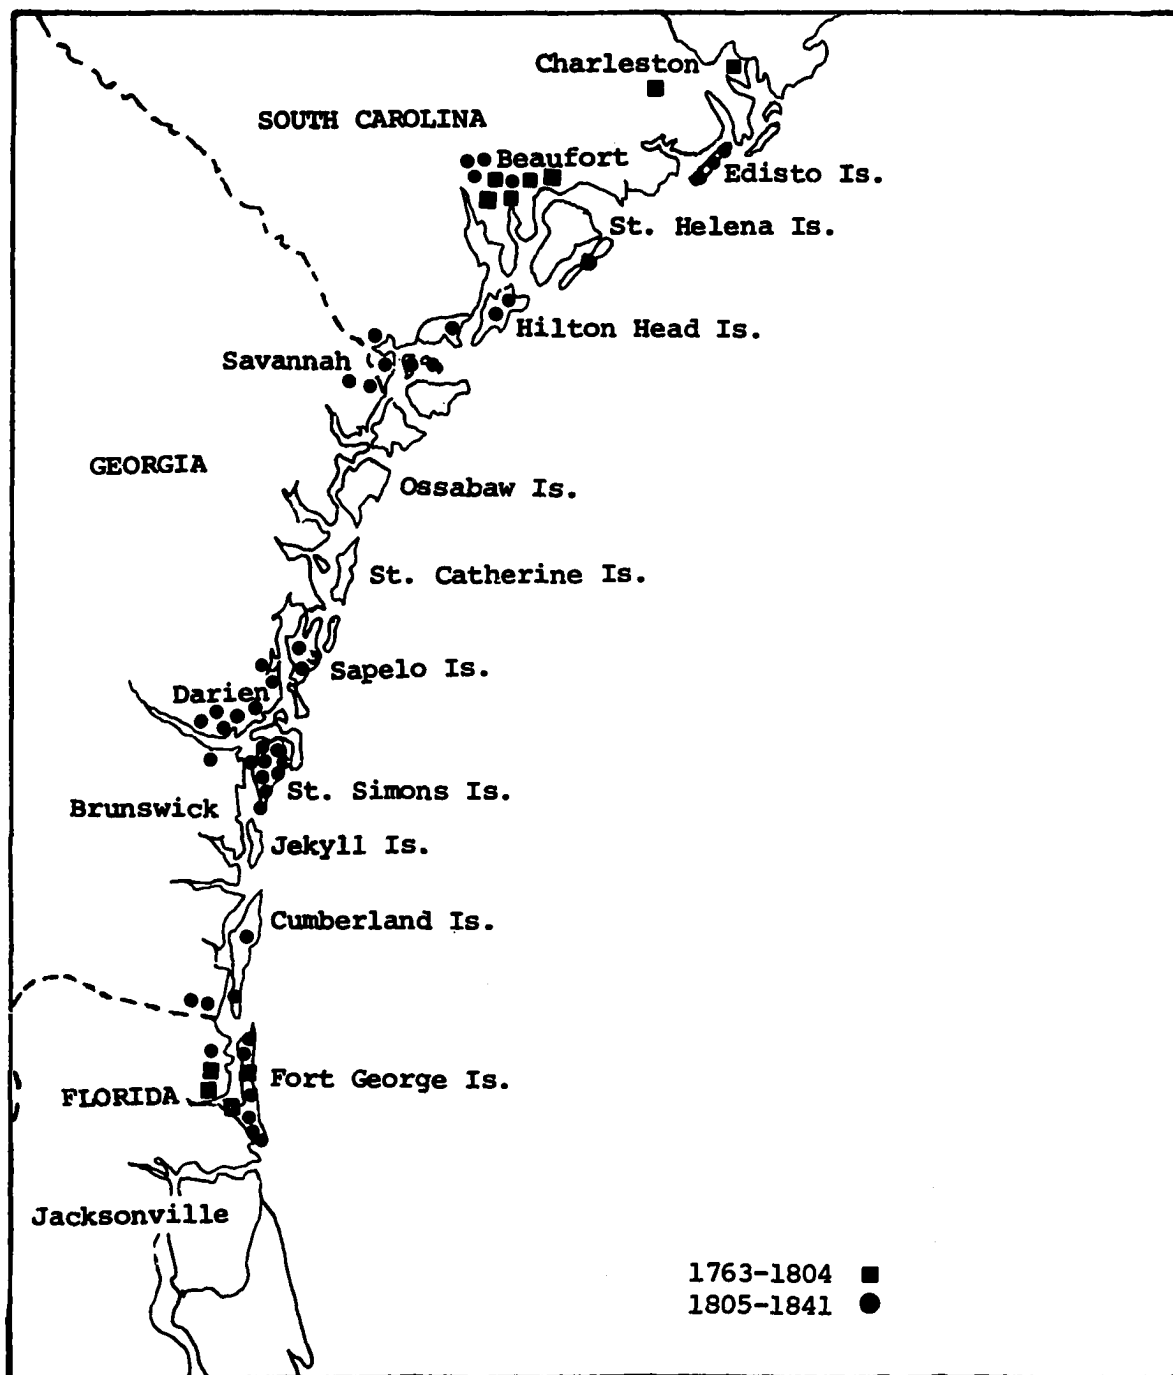 Charleston
SOUTH CAROLINA
Beaufort
Edisto Is.
St. Helena Is.
Hilton Head Is.
Savannah
GEORGIA
Ossabaw Is.
St. Catherine Is.
Sapelo Is.
Darien
St. Simons Is.
Brunswick
Jekyll Is.
Cumberland Is.
Fort George Is.
FLORIDA
Jacksonville
1763-1804
1805-1841